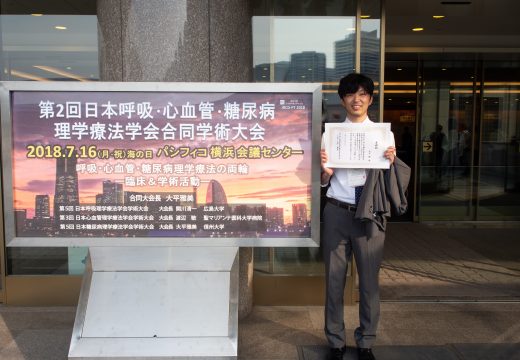 第2回日本呼吸・心血管・糖尿病
理学療法学会合同学術大会
2018.7.16(月・祝)海の日 パシフィコ 横浜 会議センター
呼吸・心血管・糖尿病理学療法の両輪
臨床&学術活動
合同大会長 大平雅美
第5回 日本呼吸理学療法学会学術大会 大会長 関川清一 広島大学
第3回 日本心血管理学療法学会学術大会 大会長 渡辺 敏 聖マリアンナ医科大学病院
第5回 日本糖尿病理学療法学会学術大会 大会長 大平雅美 信州大学